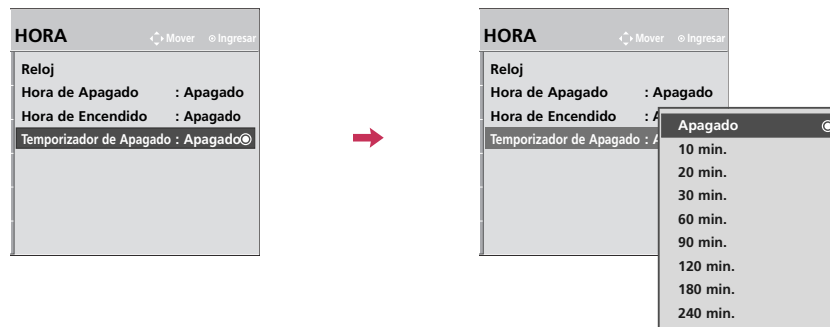 HORA Mover Ingresar
Reloj
Hora de Apagado : Apagado
Hora de Encendido : Apagado
Temporizador de Apagado : Apagado
HORA Mover Ingresar
Reloj
Hora de Apagado : Apagado
Hora de Encendido : A
Temporizador de Apagado : A
Apagado
10 min.
20 min.
30 min.
60 min.
90 min.
120 min.
180 min.
240 min.